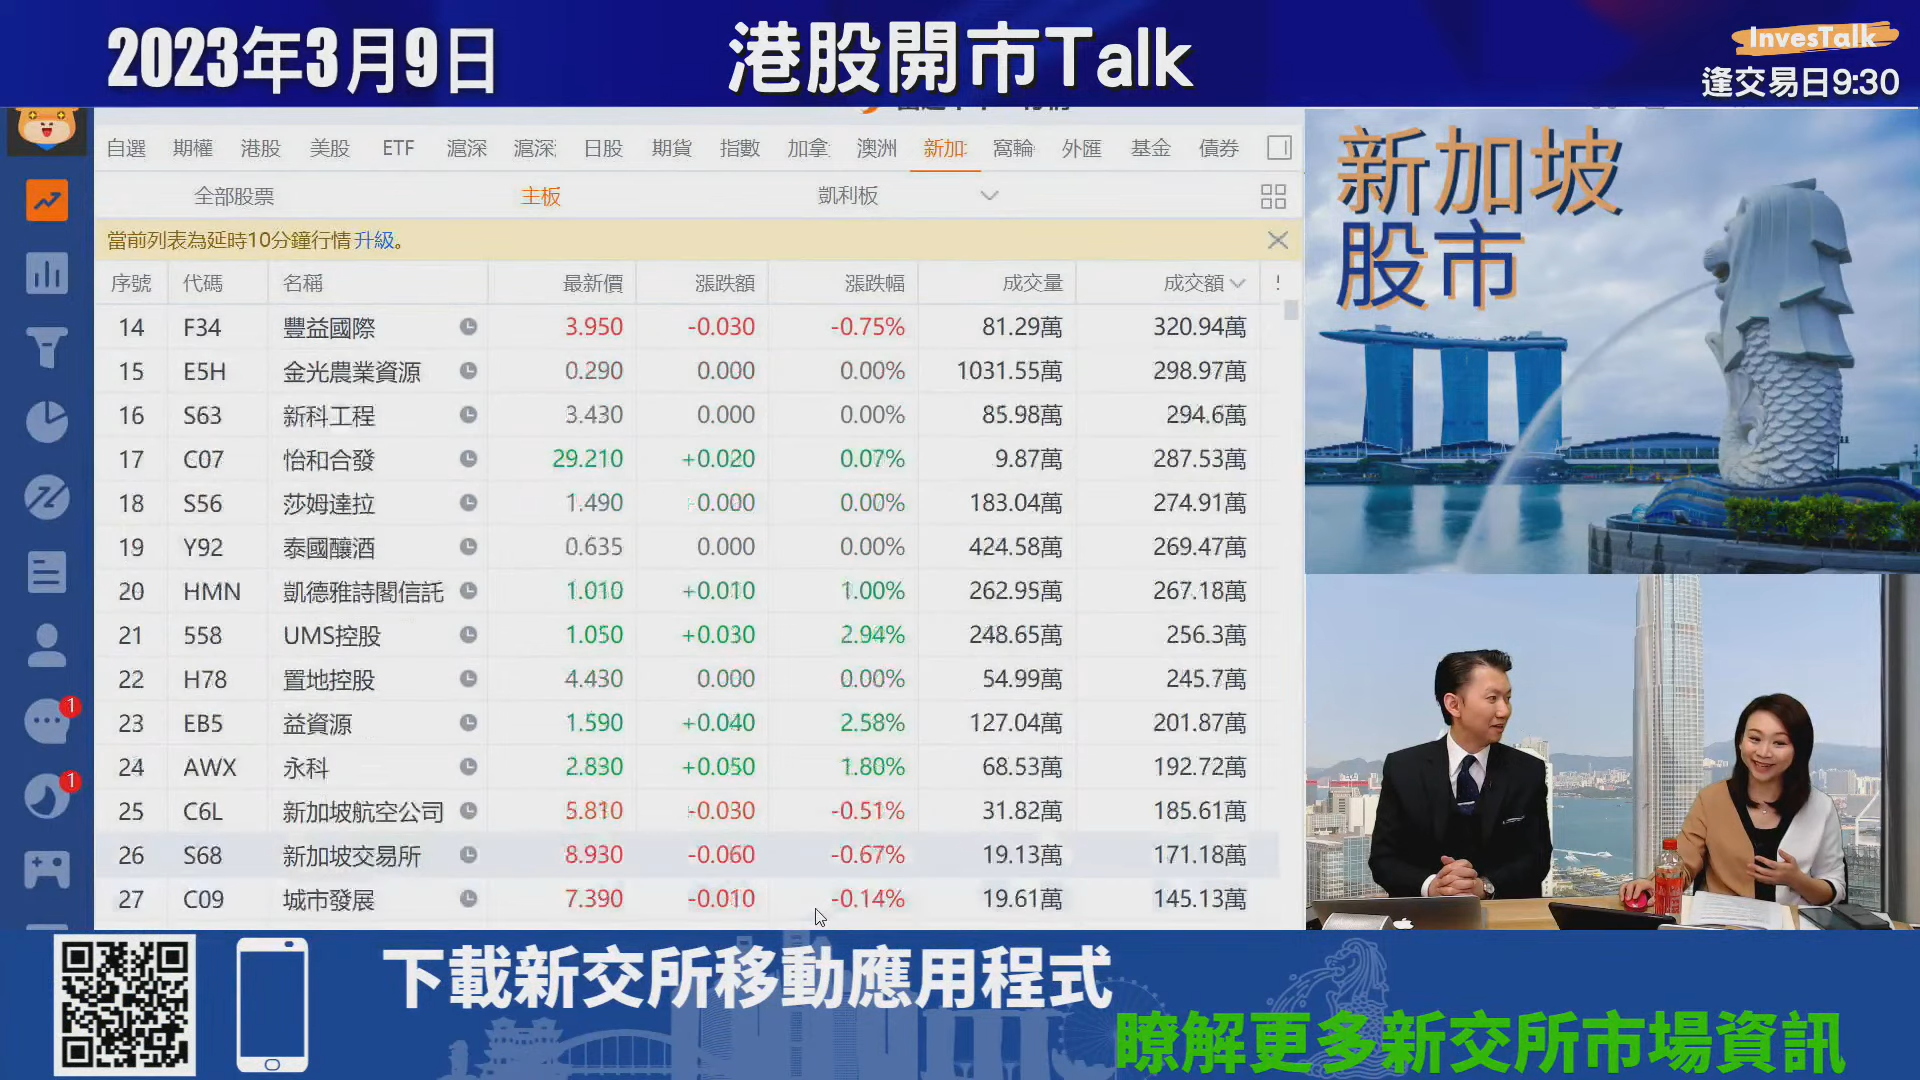 2023年3月9日
港股開市Talk
InvesTalk
逢交易日9:30
自選 期權 港股 美股 ETF 滬深 滬深 日股 期貨 指數 加拿 澳洲 新加 窩輪 外匯 基金 債券
全部股票 主板 凱利板
當前列表為延時10分鐘行情升級。
序號 代碼 名稱 最新價 漲跌額 漲跌幅 成交量 成交額
14 F34 豐益國際 3.950 -0.030 -0.75% 81.29萬 320.94萬
15 E5H 金光農業資源 0.290 0.000 0.00% 1031.55萬 298.97萬
16 S63 新科工程 3.430 0.000 0.00% 85.98萬 294.6萬
17 C07 怡和合發 29.210 +0.020 0.07% 9.87萬 287.53萬
18 S56 莎姆達拉 1.490 +0.000 0.00% 183.04萬 274.91萬
19 Y92 泰國釀酒 0.635 0.000 0.00% 424.58萬 269.47萬
20 HMN 凱德雅詩閣信託 1.010 +0.010 1.00% 262.95萬 267.18萬
21 558 UMS控股 1.050 +0.030 2.94% 248.65萬 256.3萬
22 H78 置地控股 4.430 0.000 0.00% 54.99萬 245.7萬
23 EB5 益資源 1.590 +0.040 2.58% 127.04萬 201.87萬
24 AWX 永科 2.830 +0.050 1.80% 68.53萬 192.72萬
25 C6L 新加坡航空公司 5.810 -0.030 -0.51% 31.82萬 185.61萬
26 S68 新加坡交易所 8.930 -0.060 -0.67% 19.13萬 171.18萬
27 C09 城市發展 7.390 -0.010 -0.14% 19.61萬 145.13萬
1
1
新加坡
股市
下載新交所移動應用程式
瞭解更多新交所市場資訊